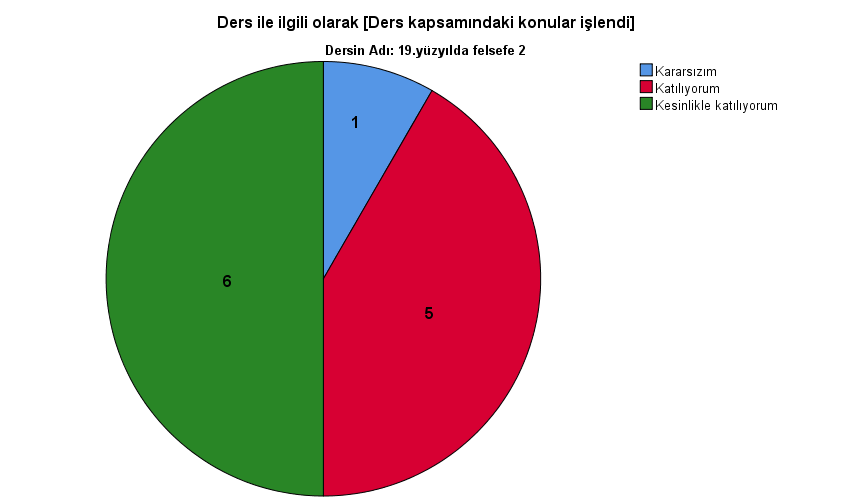 Ders ile ilgili olarak [Ders kapsamındaki konular işlendi]
Dersin Adı: 19.yüzyılda felsefe 2
Kararsızım
Katılıyorum
Kesinlikle katılıyorum
1
6
5